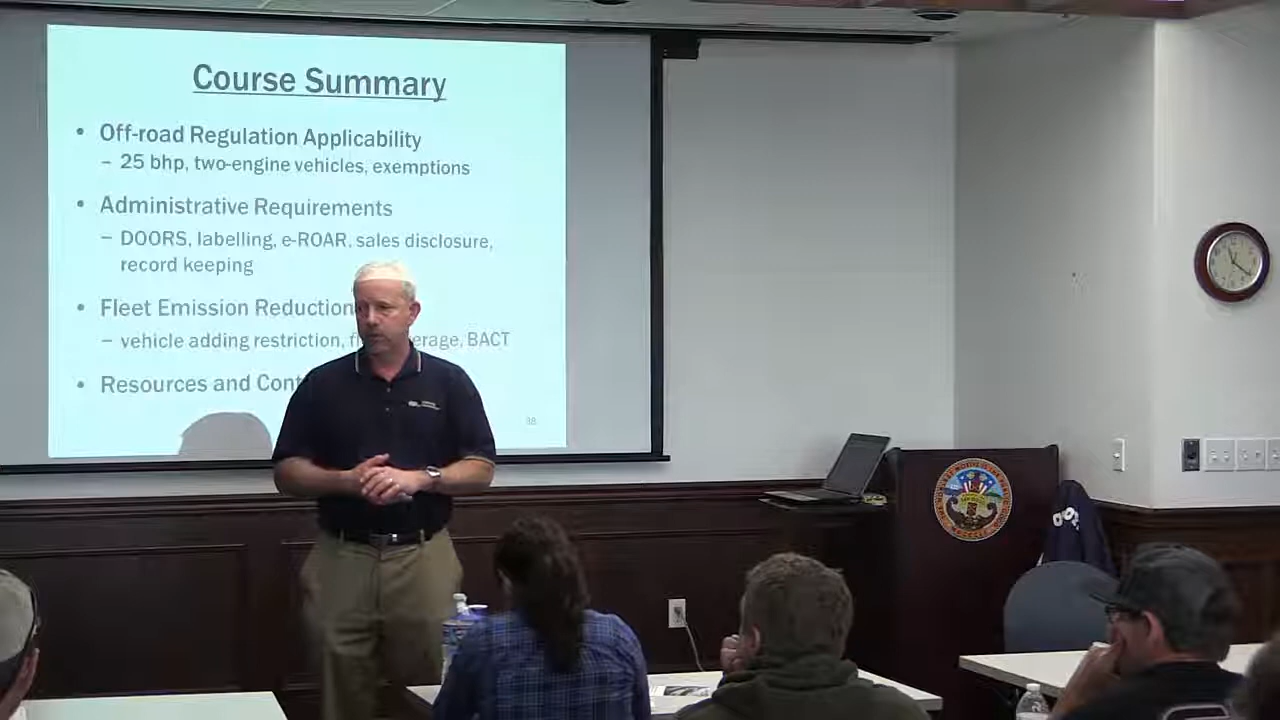 Course Summary
• Off-road Regulation Applicability
– 25 bhp, two-engine vehicles, exemptions
• Administrative Requirements
– DOORS, labelling, e-ROAR, sales disclosure,
record keeping
• Fleet Emission Reduction
– vehicle adding restriction, erage, BACT
• Resources and
38